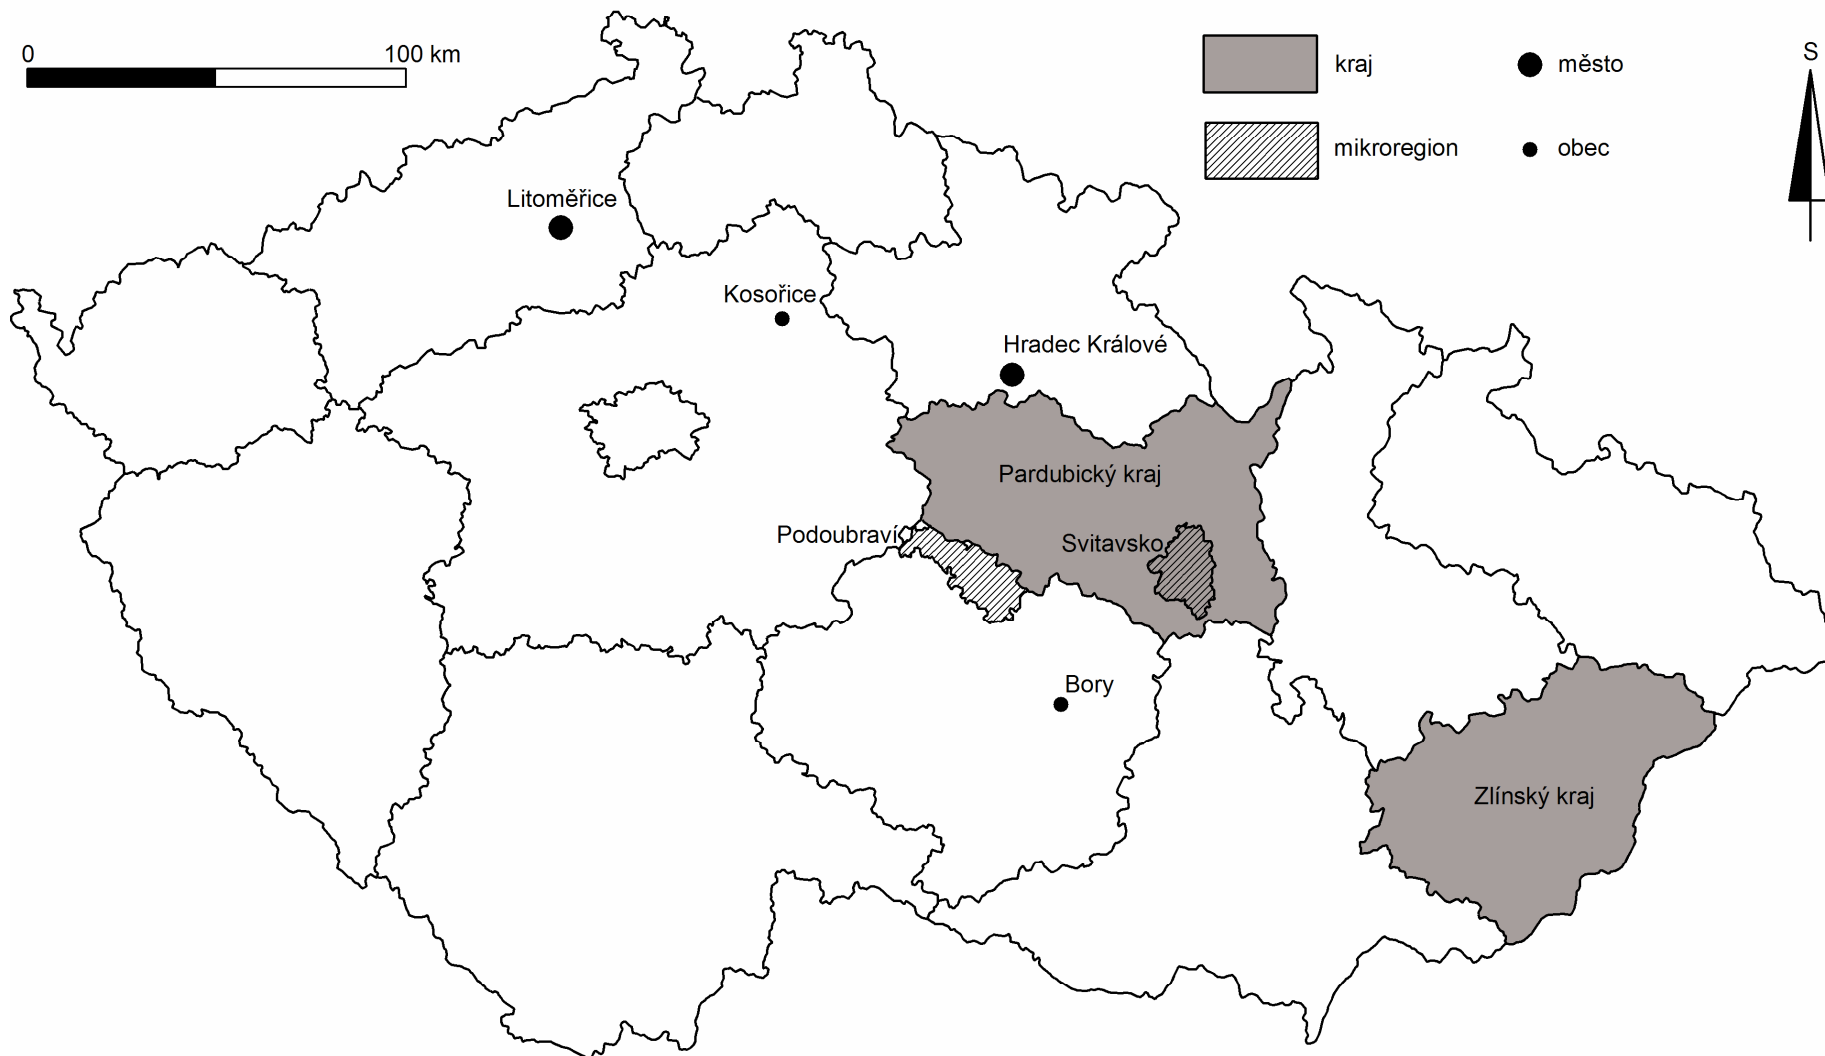 0 100 km
kraj
město
S
mikroregion
obec
Litoměřice
Kosořice
Hradec Králové
Pardubický kraj
Podoubraví
Svitavsko
Bory
Zlínský kraj